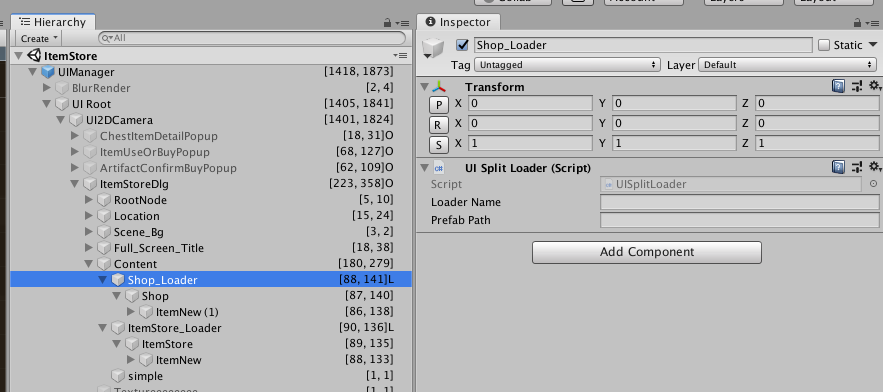 Collab
Account
Layers
Layout
Hierarchy
Create
All
ItemStore
UIManager [1418, 1873]
BlurRender [2, 4]
UI Root [1405, 1841]
UI2DCamera [1401, 1824]
ChestItemDetailPopup [18, 31]O
ItemUseOrBuyPopup [68, 127]O
ArtifactConfirmBuyPopup [62, 109]O
ItemStoreDlg [223, 358]O
RootNode [5, 10]
Location [15, 24]
Scene_Bg [3, 2]
Full_Screen_Title [18, 38]
Content [180, 279]
Shop_Loader [88, 141]L
Shop [87, 140]
ItemNew (1) [86, 138]
ItemStore_Loader [90, 136]L
ItemStore [89, 135]
ItemNew [88, 133]
simple [1, 1]
[1, 1]
Inspector
Shop_Loader Static
Tag Untagged Layer Default
Transform
P X 0 Y 0 Z 0
R X 0 Y 0 Z 0
S X 1 Y 1 Z 1
UI Split Loader (Script)
Script UISplitLoader
Loader Name
Prefab Path
Add Component